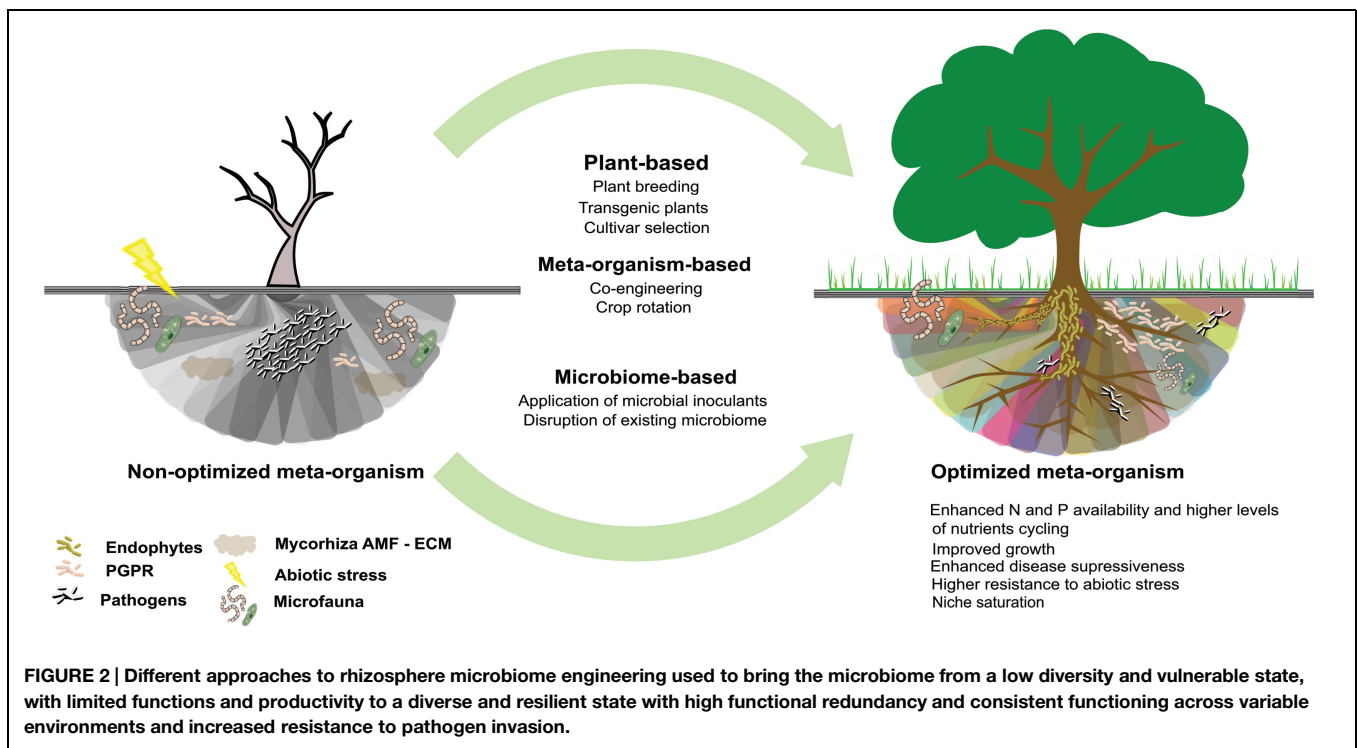 Plant-based
Plant breeding
Transgenic plants
Cultivar selection
Meta-organism-based
Co-engineering
Crop rotation
Microbiome-based
Application of microbial inoculants
Disruption of existing microbiome
Non-optimized meta-organism
Endophytes
PGPR
Pathogens
Mycorhiza AMF - ECM
Abiotic stress
Microfauna
Optimized meta-organism
Enhanced N and P availability and higher levels
of nutrients cycling
Improved growth
Enhanced disease supressiveness
Higher resistance to abiotic stress
Niche saturation
FIGURE 2 | Different approaches to rhizosphere microbiome engineering used to bring the microbiome from a low diversity and vulnerable state,
with limited functions and productivity to a diverse and resilient state with high functional redundancy and consistent functioning across variable
environments and increased resistance to pathogen invasion.